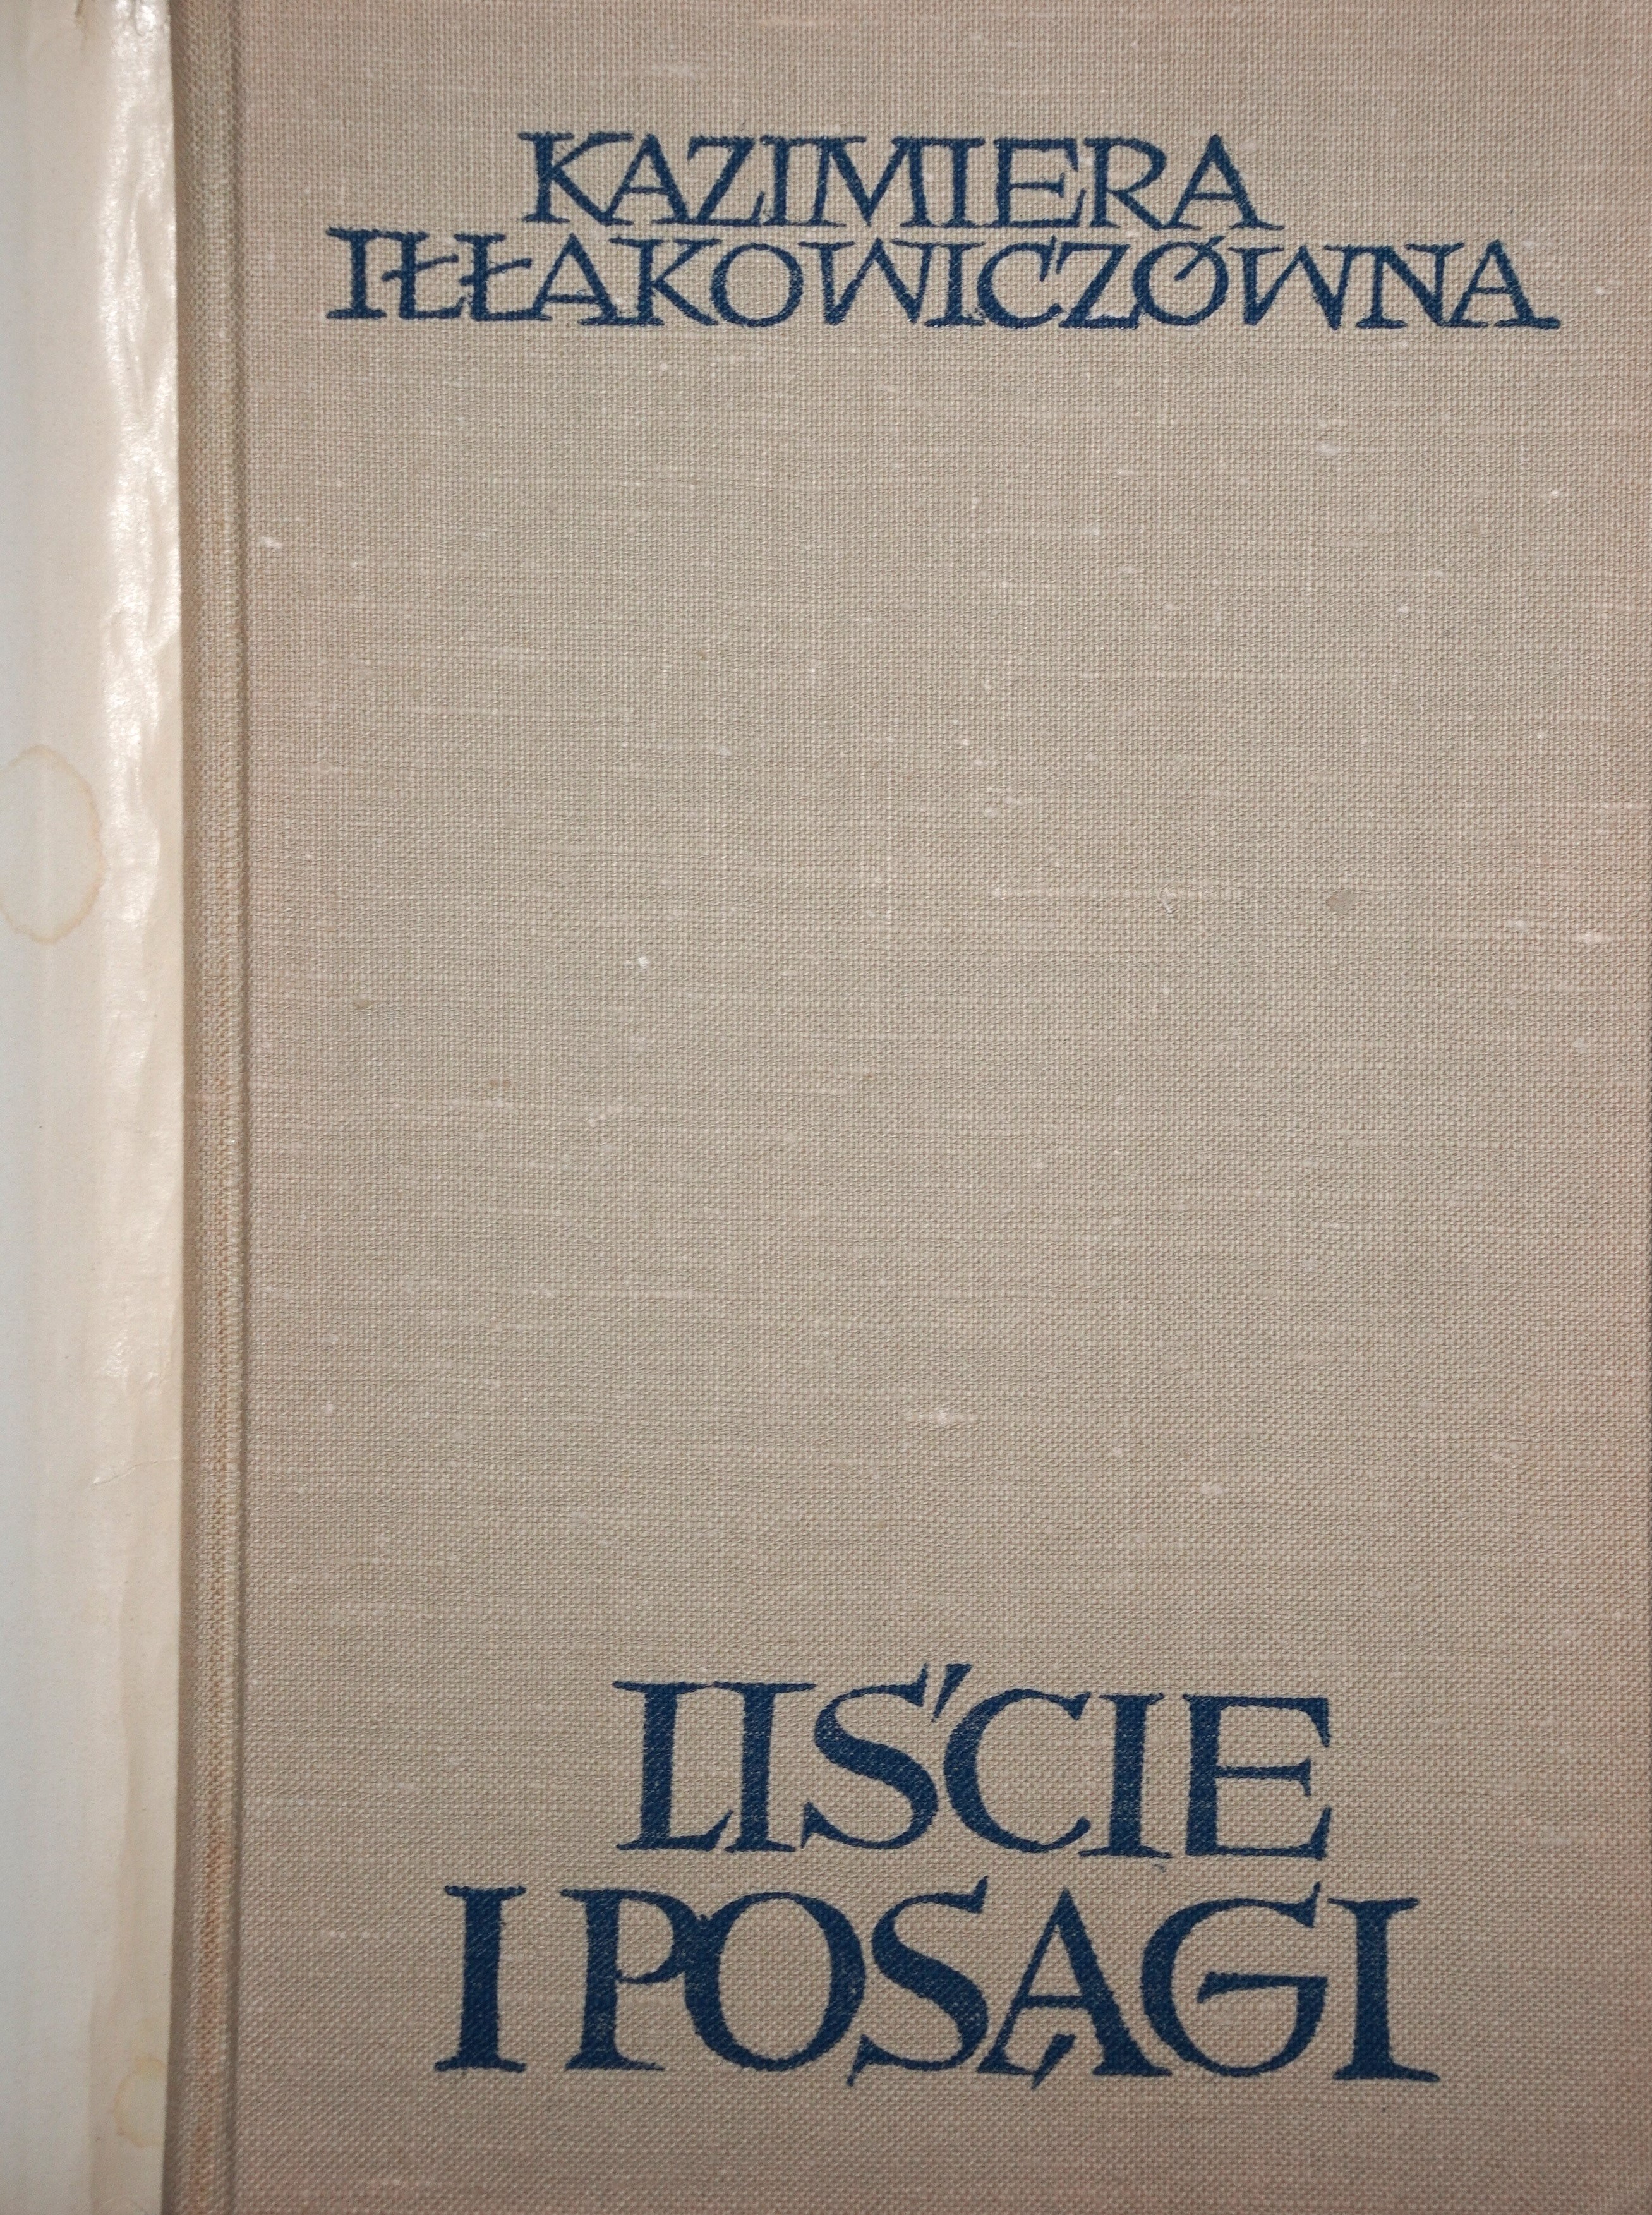 KAZIMIERA
IŁŁAKOWICZÓWNA
LIŚCIE
I POSĄGI